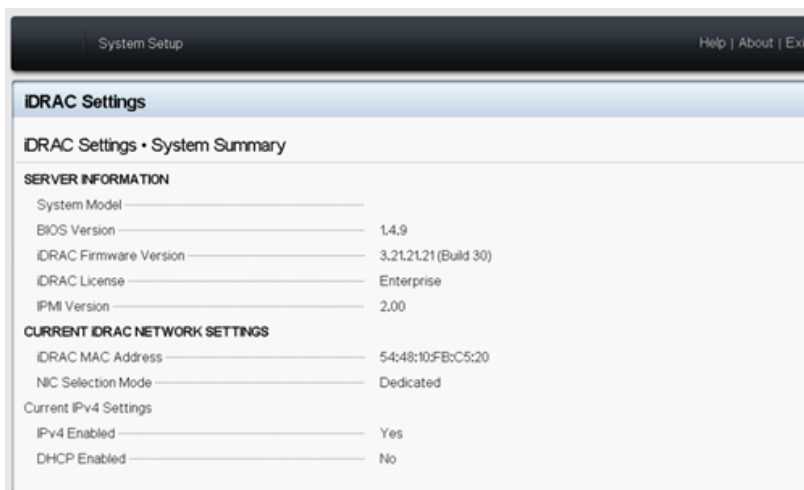 System Setup
Help | About |
iDRAC Settings
iDRAC Settings • System Summary
SERVER INFORMATION
System Model
BIOS Version 1.4.9
iDRAC Firmware Version 3.21.21.21 (Build 30)
iDRAC License Enterprise
IPMI Version 2.00
CURRENT iDRAC NETWORK SETTINGS
iDRAC MAC Address 54:48:10:FB:C5:20
NIC Selection Mode Dedicated
Current IPv4 Settings
IPv4 Enabled Yes
DHCP Enabled No